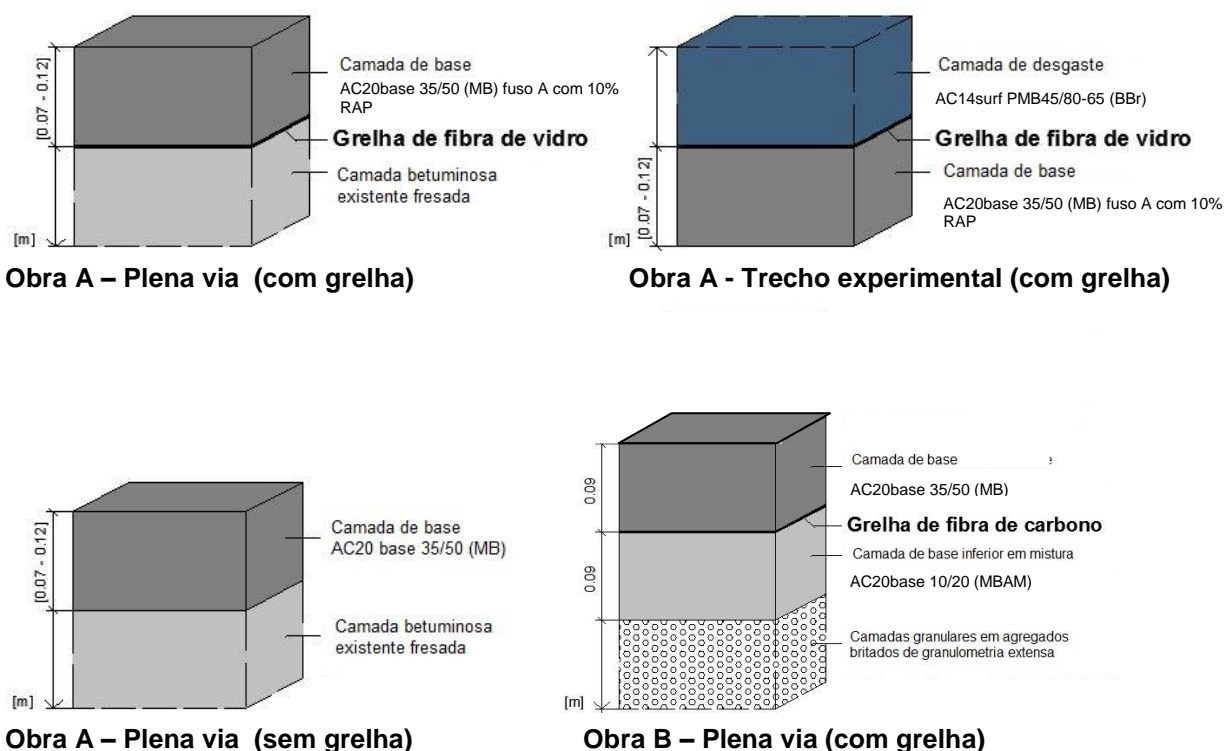 [0.07 - 0.12]
[m]
Camada de base
AC20base 35/50 (MB) fuso A com 10%
RAP
Grelha de fibra de vidro
Camada betuminosa
existente fresada
Obra A – Plena via (com grelha)
Camada de desgaste
AC14surf PMB45/80-65 (BBr)
Grelha de fibra de vidro
[0.07 - 0.12]
[m]
Camada de base
AC20base 35/50 (MB) fuso A com 10%
RAP
Obra A - Trecho experimental (com grelha)
[0.07 - 0.12]
[m]
Camada de base
AC20 base 35/50 (MB)
Camada betuminosa
existente fresada
Obra A – Plena via (sem grelha)
0.09
0.09
[m]
Camada de base
AC20base 35/50 (MB)
Grelha de fibra de carbono
Camada de base inferior em mistura
AC20base 10/20 (MBAM)
Camadas granulares em agregados
britados de granulometria extensa
Obra B – Plena via (com grelha)